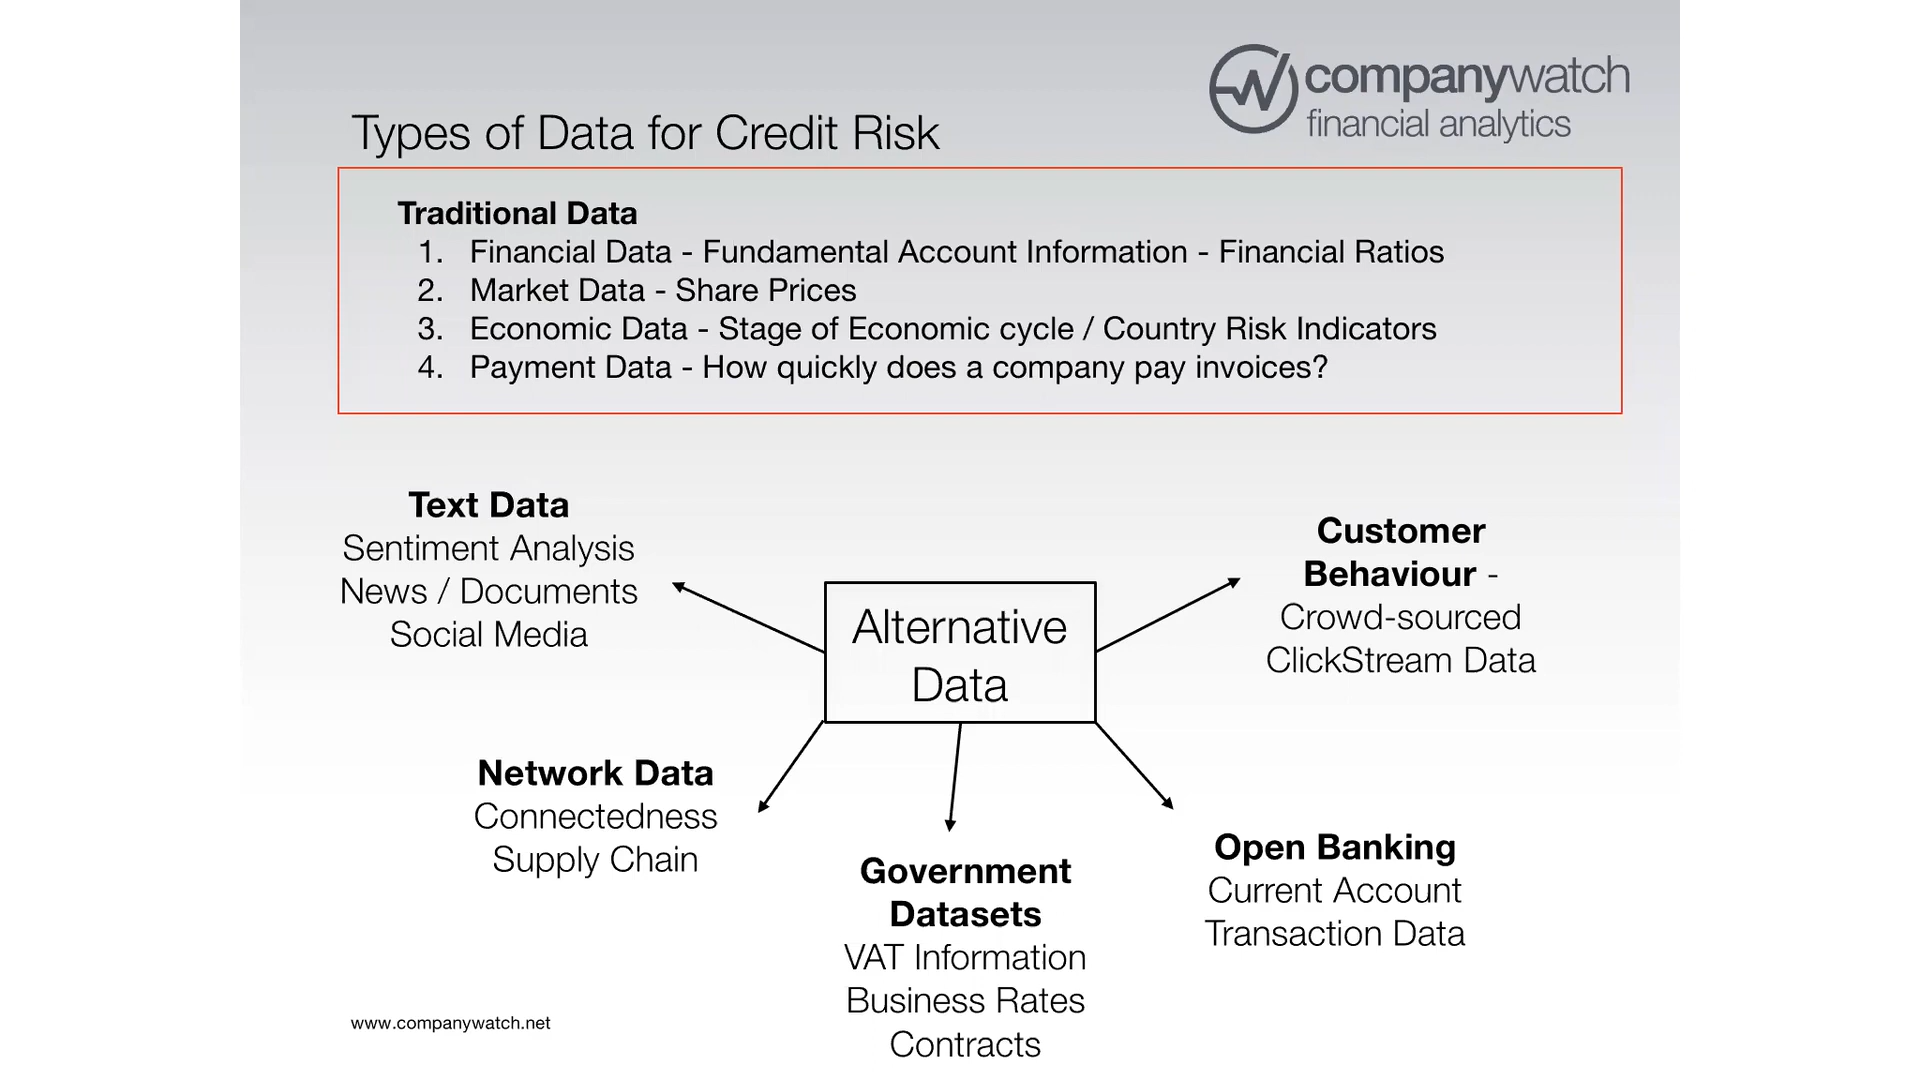 companywatch
financial analytics
Types of Data for Credit Risk
Traditional Data
1. Financial Data - Fundamental Account Information - Financial Ratios
2. Market Data - Share Prices
3. Economic Data - Stage of Economic cycle / Country Risk Indicators
4. Payment Data - How quickly does a company pay invoices?
Text Data
Sentiment Analysis
News / Documents
Social Media
Customer
Behaviour -
Crowd-sourced
ClickStream Data
Alternative
Data
Network Data
Connectedness
Supply Chain
Government
Datasets
VAT Information
Business Rates
Contracts
Open Banking
Current Account
Transaction Data
www.companywatch.net